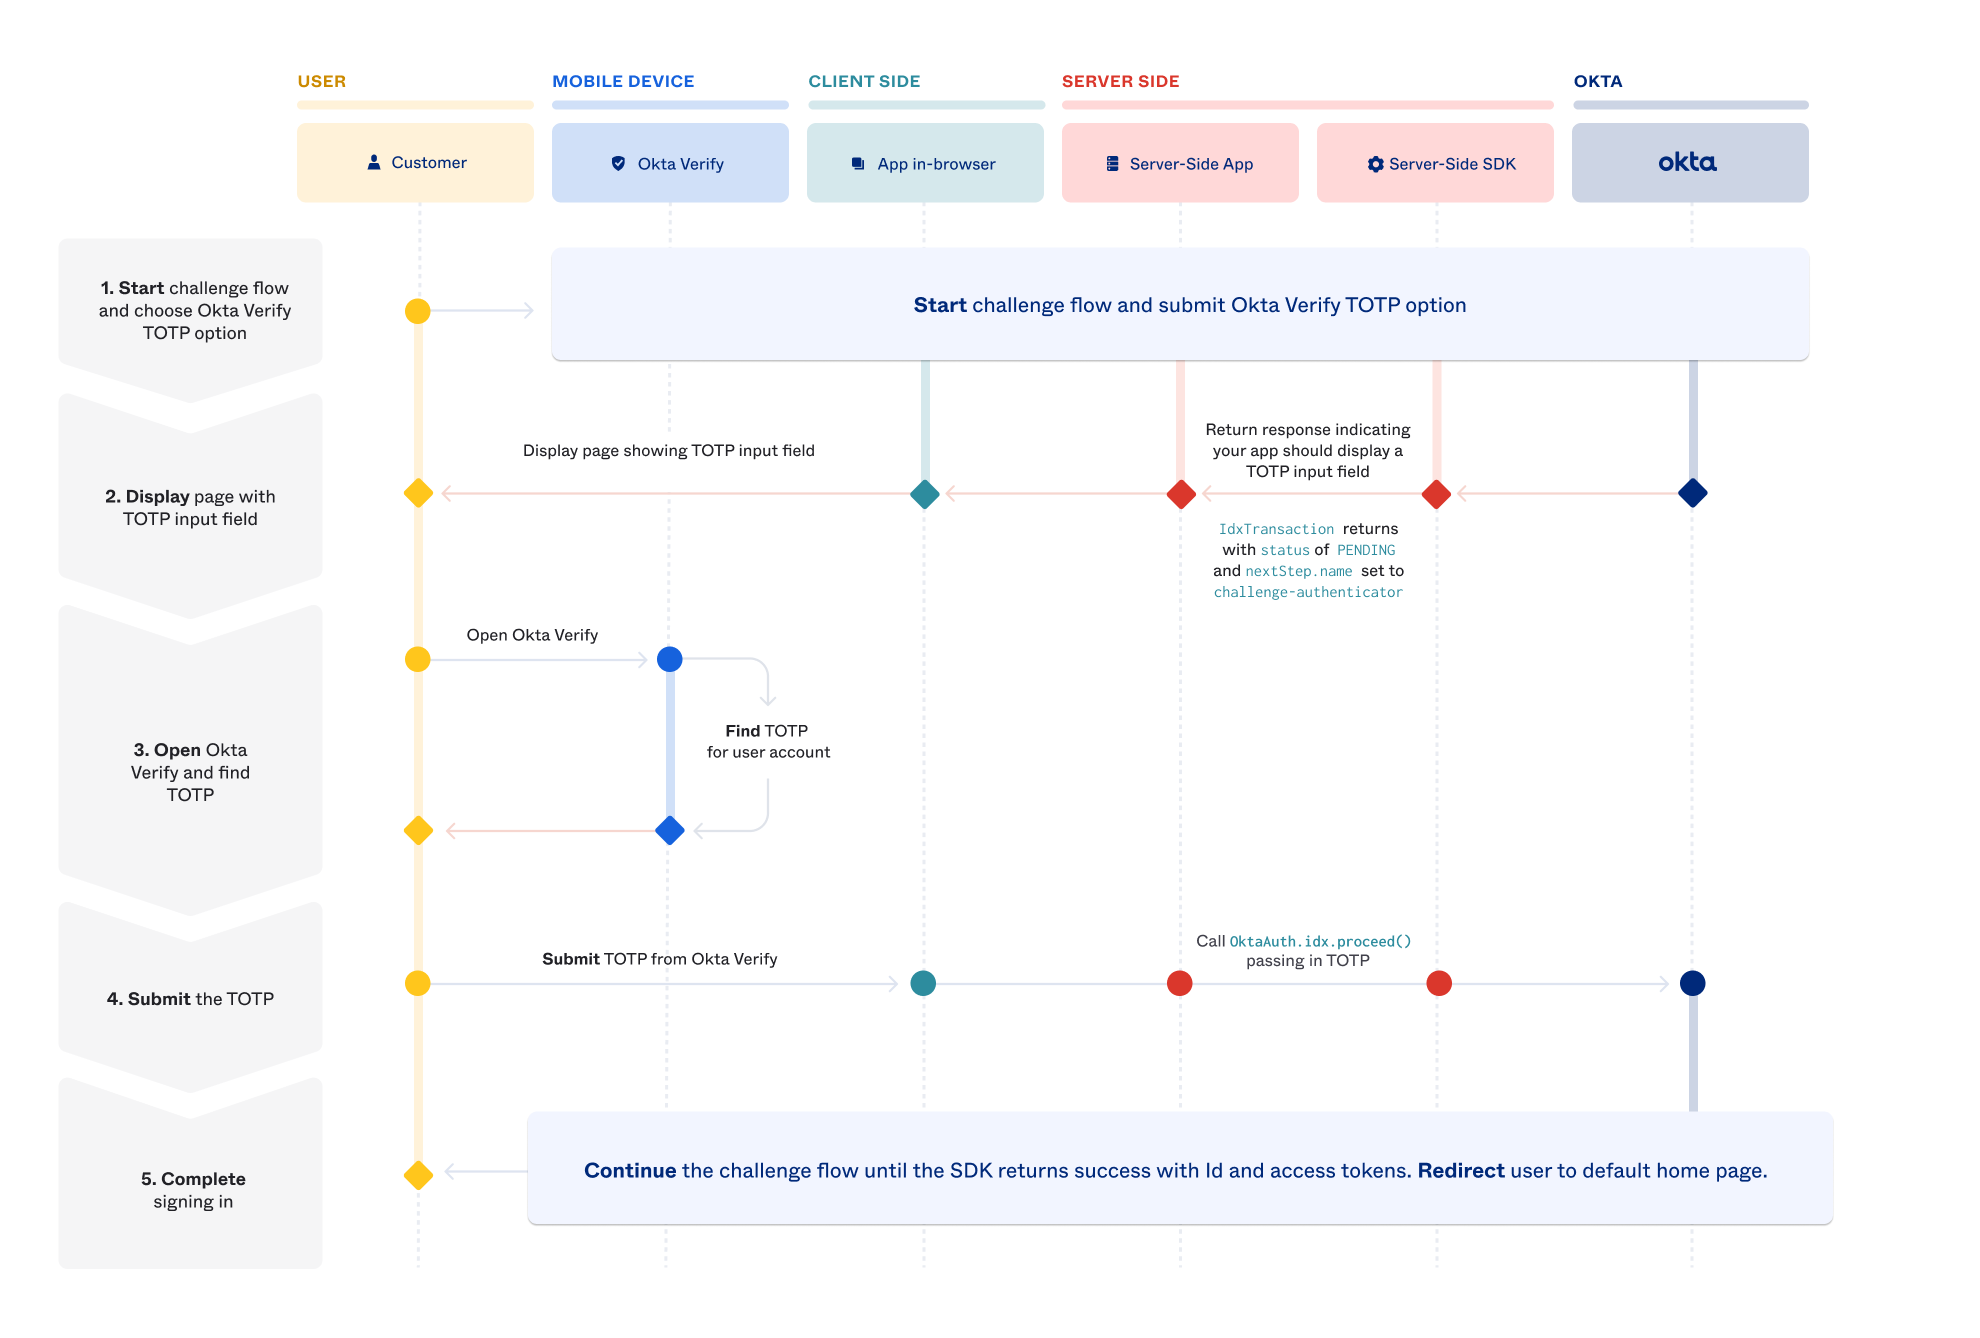 USER
MOBILE DEVICE
CLIENT SIDE
SERVER SIDE
OKTA
Customer
Okta Verify
App in-browser
Server-Side App
Server-Side SDK
okta
1. Start challenge flow
and choose Okta Verify
TOTP option
Start challenge flow and submit Okta Verify TOTP option
2. Display page with
TOTP input field
Display page showing TOTP input field
Return response indicating
your app should display a
TOTP input field
IdxTransaction returns
with status of PENDING
and nextStep.name set to
challenge-authenticator
3. Open Okta
Verify and find
TOTP
Open Okta Verify
Find TOTP
for user account
4. Submit the TOTP
Submit TOTP from Okta Verify
Call OktaAuth.idx.proceed()
passing in TOTP
5. Complete
signing in
Continue the challenge flow until the SDK returns success with Id and access tokens. Redirect user to default home page.